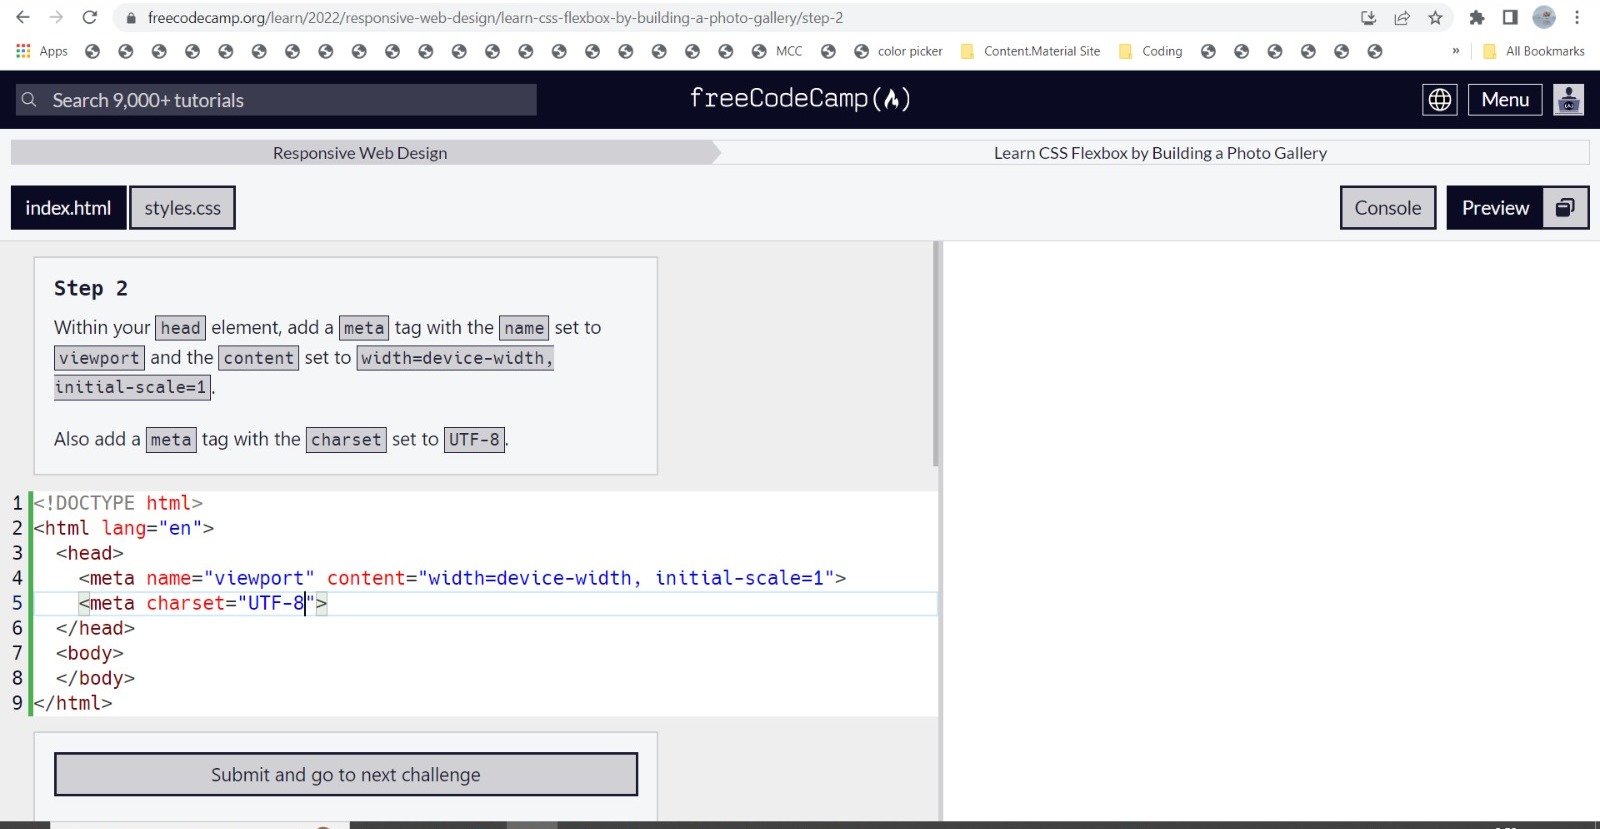 freecodecamp.org/learn/2022/responsive-web-design/learn-css-flexbox-by-building-a-photo-gallery/step-2
Apps MCC color picker Content.Material Site Coding » All Bookmarks
Search 9,000+ tutorials freeCodeCamp Menu
Responsive Web Design Learn CSS Flexbox by Building a Photo Gallery
index.html styles.css Console Preview
Step 2
Within your head element, add a meta tag with the name set to
viewport and the content set to width=device-width,
initial-scale=1.
Also add a meta tag with the charset set to UTF-8.
1 <!DOCTYPE html>
2 <html lang="en">
3 <head>
4 <meta name="viewport" content="width=device-width, initial-scale=1">
5 <meta charset="UTF-8">
6 </head>
7 <body>
8 </body>
9 </html>
Submit and go to next challenge